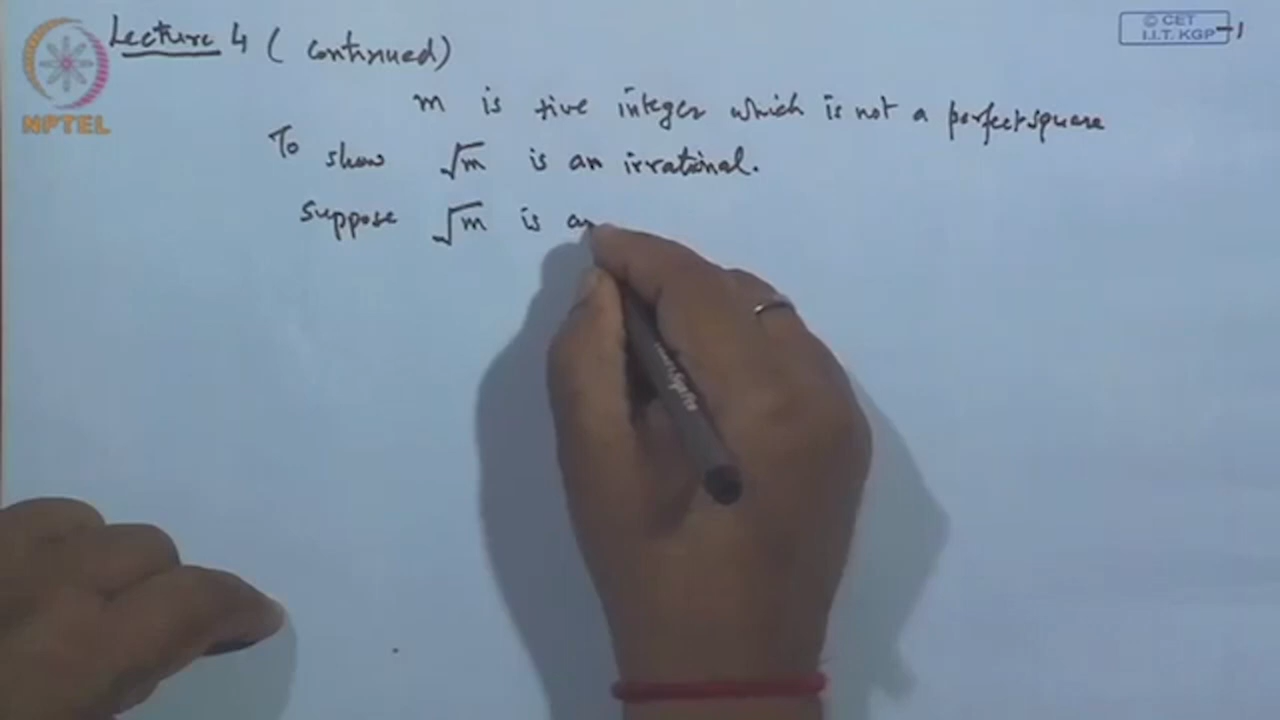 Lecture 4 (continued)
© CET
I.I.T. KGP
-1
NPTEL
m is +ive integer which is not a perfect square
To show √m is an irrational.
Suppose √m is an